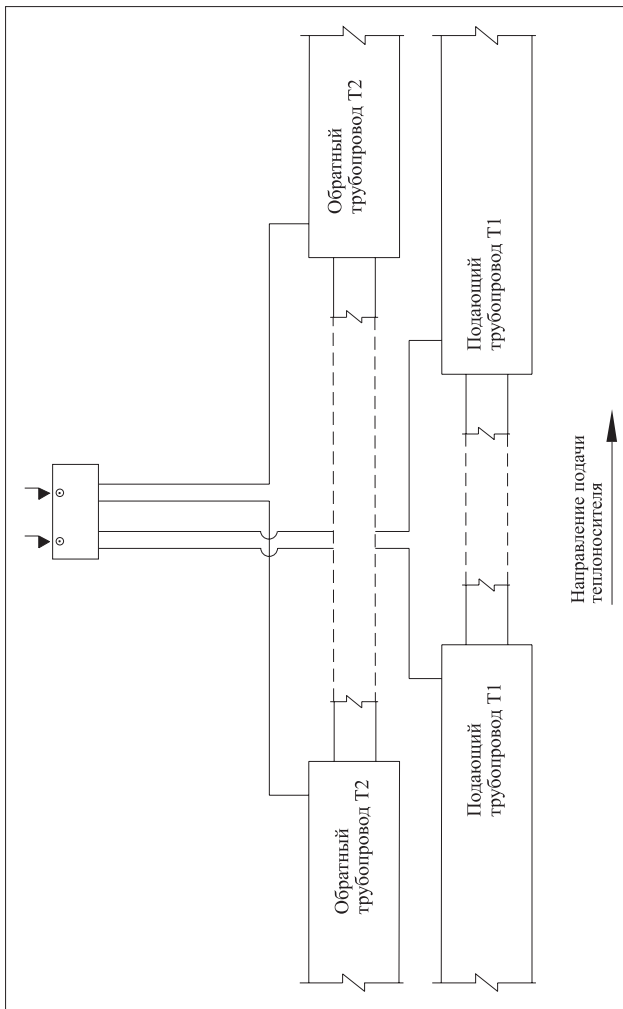 Обратный
трубопровод Т2
Подающий
трубопровод Т1
Обратный
трубопровод Т2
Подающий
трубопровод Т1
Направление подачи
теплоносителя